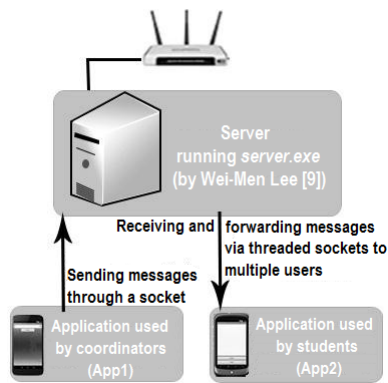 Server
running server.exe
(by Wei-Men Lee [9])
Receiving and
forwarding messages
via threaded sockets to
multiple users
Sending messages
through a socket
Application used
by coordinators
(App1)
Application used
by students
(App2)